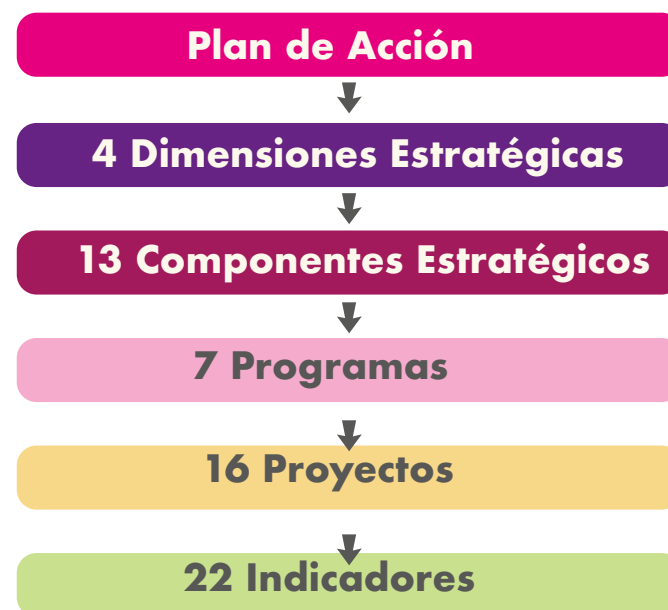 Plan de Acción
4 Dimensiones Estratégicas
13 Componentes Estratégicos
7 Programas
16 Proyectos
22 Indicadores